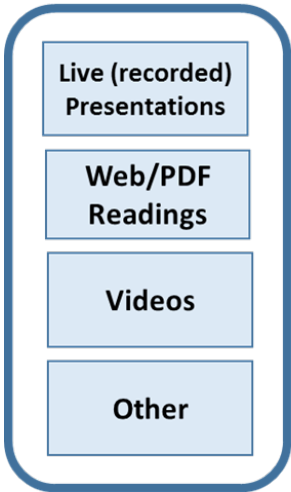 Live (recorded)
Presentations
Web/PDF
Readings
Videos
Other